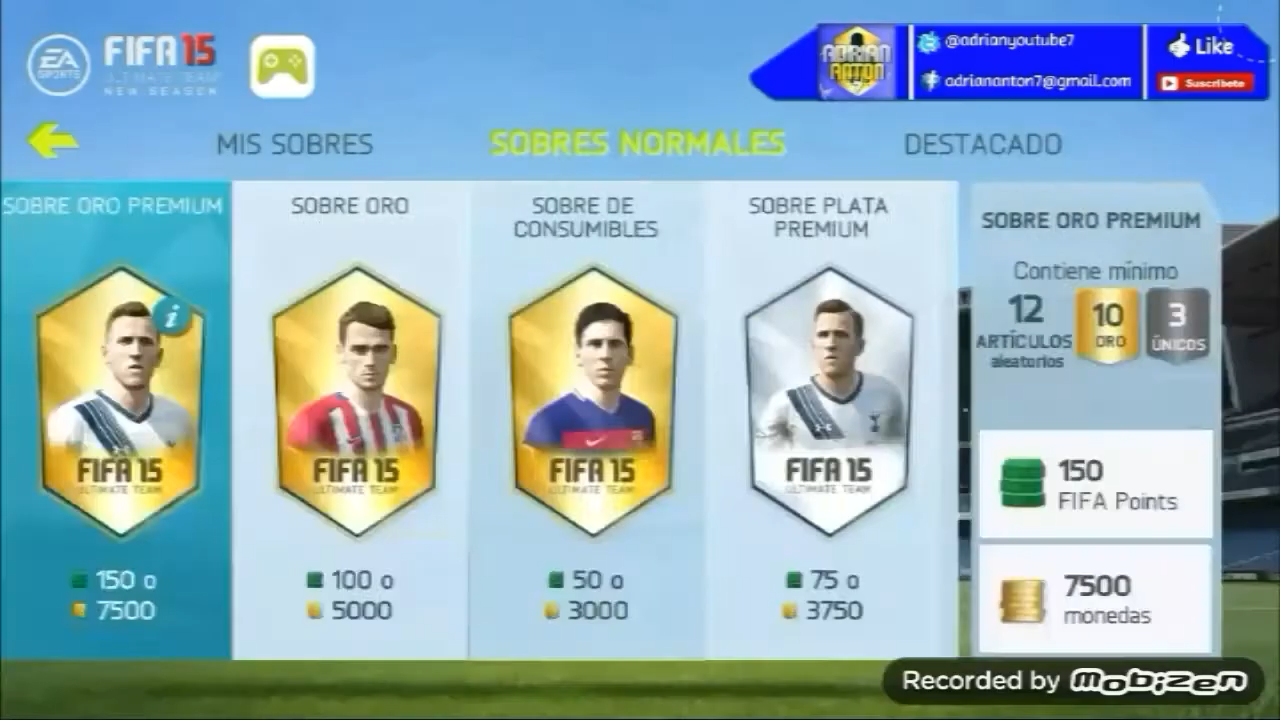 EA SPORTS
FIFA 15
ULTIMATE TEAM
NEW SEASON
ADRIAN
ANTON
@adrianyoutube7
adriananton7@gmail.com
Like
Suscribete
MIS SOBRES
SOBRES NORMALES
DESTACADO
SOBRE ORO PREMIUM
i
FIFA 15
ULTIMATE TEAM
150 o
7500
SOBRE ORO
FIFA 15
ULTIMATE TEAM
100 o
5000
SOBRE DE
CONSUMIBLES
FIFA 15
ULTIMATE TEAM
50 o
3000
SOBRE PLATA
PREMIUM
FIFA 15
ULTIMATE TEAM
75 o
3750
SOBRE ORO PREMIUM
Contiene mínimo
12
ARTÍCULOS
aleatorios
10
ORO
3
ÚNICOS
150
FIFA Points
7500
monedas
Recorded by Mobizen